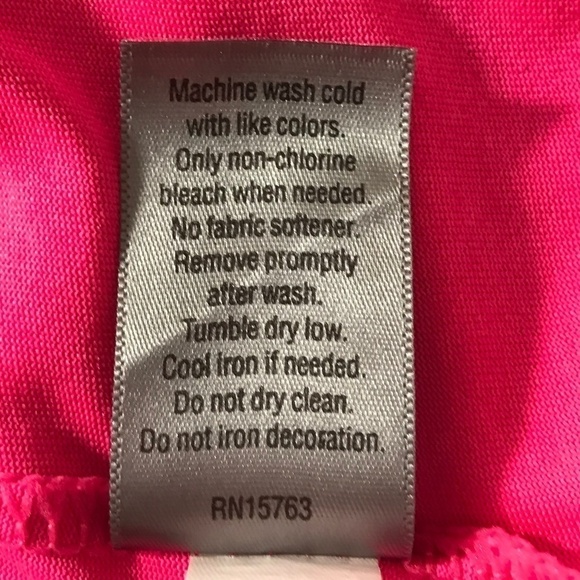 Machine wash cold
with like colors.
Only non-chlorine
bleach when needed.
No fabric softener.
Remove promptly
after wash.
Tumble dry low.
Cool iron if needed.
Do not dry clean.
Do not iron decoration.
RN15763